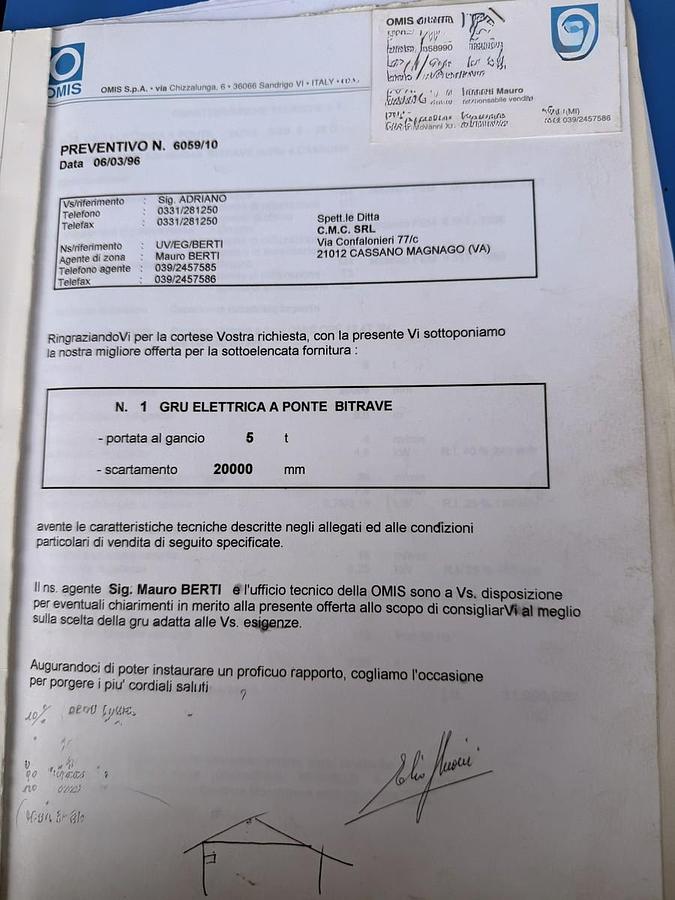 OMIS
OMIS S.p.A. • via Chizzalunga, 6 • 36066 Sandrigo VI • ITALY •
OMIS
Mauro
responsabile vendite
039/2457586
PREVENTIVO N. 6059/10
Data 06/03/96
Vs/riferimento : Sig. ADRIANO
Telefono : 0331/281250
Telefax : 0331/281250
Ns/riferimento : UV/EG/BERTI
Agente di zona : Mauro BERTI
Telefono agente : 039/2457585
Telefax : 039/2457586
Spett.le Ditta
C.M.C. SRL
Via Confalonieri 77/c
21012 CASSANO MAGNAGO (VA)
RingraziandoVi per la cortese Vostra richiesta, con la presente Vi sottoponiamo
la nostra migliore offerta per la sottoelencata fornitura :
N. 1 GRU ELETTRICA A PONTE BITRAVE
- portata al gancio 5 t
- scartamento 20000 mm
avente le caratteristiche tecniche descritte negli allegati ed alle condizioni
particolari di vendita di seguito specificate.
Il ns. agente Sig. Mauro BERTI e l'ufficio tecnico della OMIS sono a Vs. disposizione
per eventuali chiarimenti in merito alla presente offerta allo scopo di consigliarVi al meglio
sulla scelta della gru adatta alle Vs. esigenze.
Augurandoci di poter instaurare un proficuo rapporto, cogliamo l'occasione
per porgere i piu' cordiali saluti